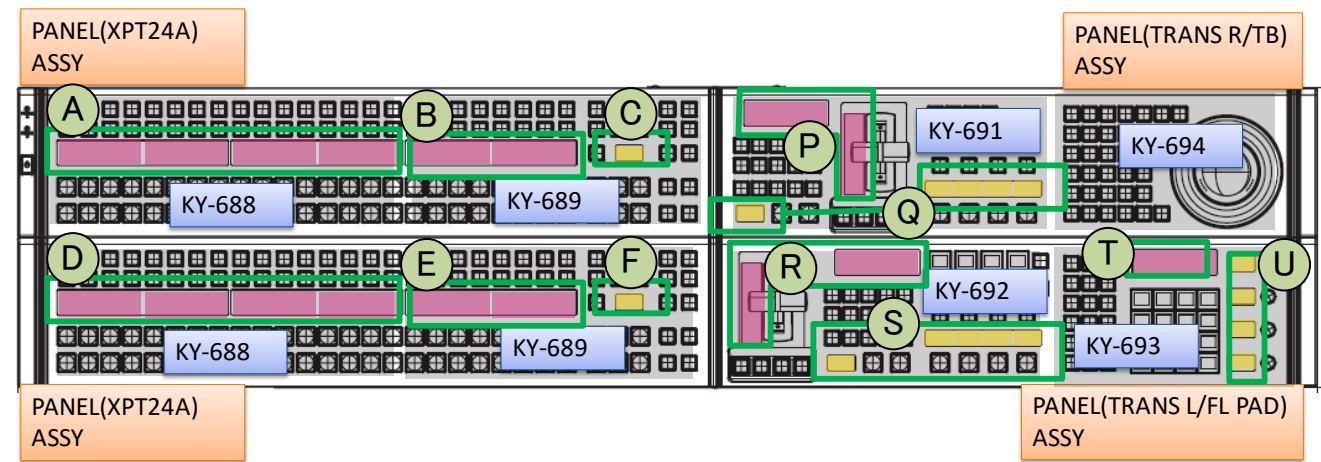 PANEL(XPT24A)
ASSY
PANEL(TRANS R/TB)
ASSY
A
B
C
P
KY-691
KY-694
KY-688
KY-689
Q
D
E
F
R
T
U
KY-692
S
KY-688
KY-689
KY-693
PANEL(XPT24A)
ASSY
PANEL(TRANS L/FL PAD)
ASSY